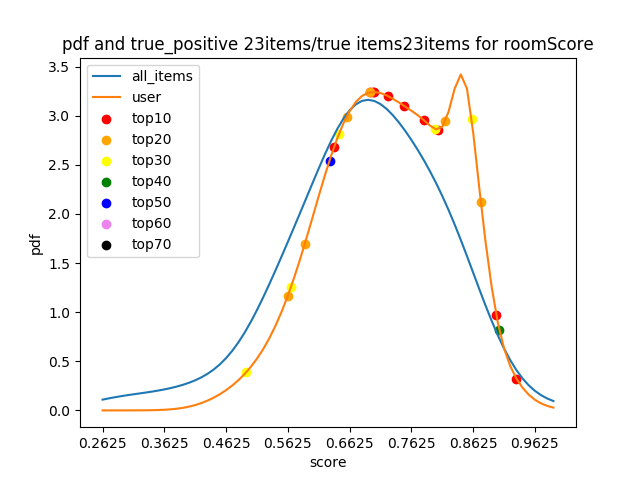 pdf and true_positive 23items/true items23items for roomScore
3.5
3.0
2.5
2.0
1.5
1.0
0.5
0.0
pdf
all_items
user
top10
top20
top30
top40
top50
top60
top70
0.2625 0.3625 0.4625 0.5625 0.6625 0.7625 0.8625 0.9625
score